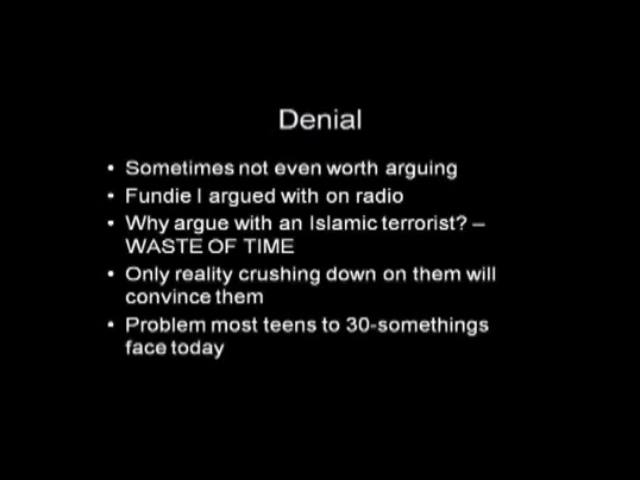 Denial
• Sometimes not even worth arguing
• Fundie I argued with on radio
• Why argue with an Islamic terrorist? –
WASTE OF TIME
• Only reality crushing down on them will
convince them
• Problem most teens to 30-somethings
face today